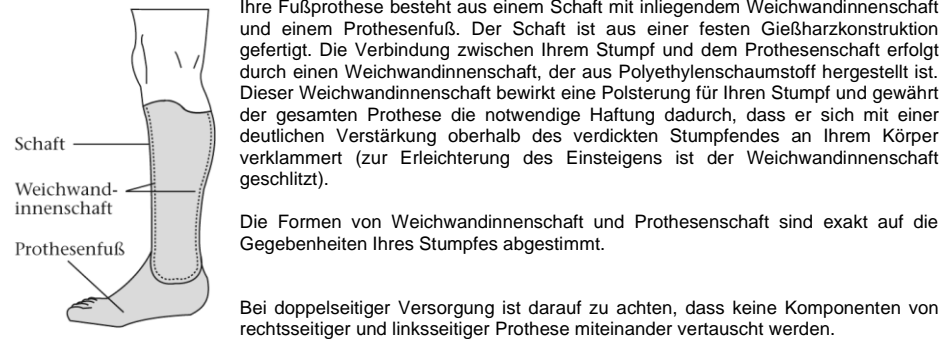 Ihre Fußprothese besteht aus einem Schaft mit inliegendem Weichwandinnenschaft
und einem Prothesenfuß. Der Schaft ist aus einer festen Gießharzkonstruktion
gefertigt. Die Verbindung zwischen Ihrem Stumpf und dem Prothesenschaft erfolgt
durch einen Weichwandinnenschaft, der aus Polyethylenschaumstoff hergestellt ist.
Dieser Weichwandinnenschaft bewirkt eine Polsterung für Ihren Stumpf und gewährt
der gesamten Prothese die notwendige Haftung dadurch, dass er sich mit einer
deutlichen Verstärkung oberhalb des verdickten Stumpfendes an Ihrem Körper
verklammert (zur Erleichterung des Einsteigens ist der Weichwandinnenschaft
geschlitzt).
Die Formen von Weichwandinnenschaft und Prothesenschaft sind exakt auf die
Gegebenheiten Ihres Stumpfes abgestimmt.
Bei doppelseitiger Versorgung ist darauf zu achten, dass keine Komponenten von
rechtsseitiger und linksseitiger Prothese miteinander vertauscht werden.
Schaft
Weichwand-
innenschaft
Prothesenfuß